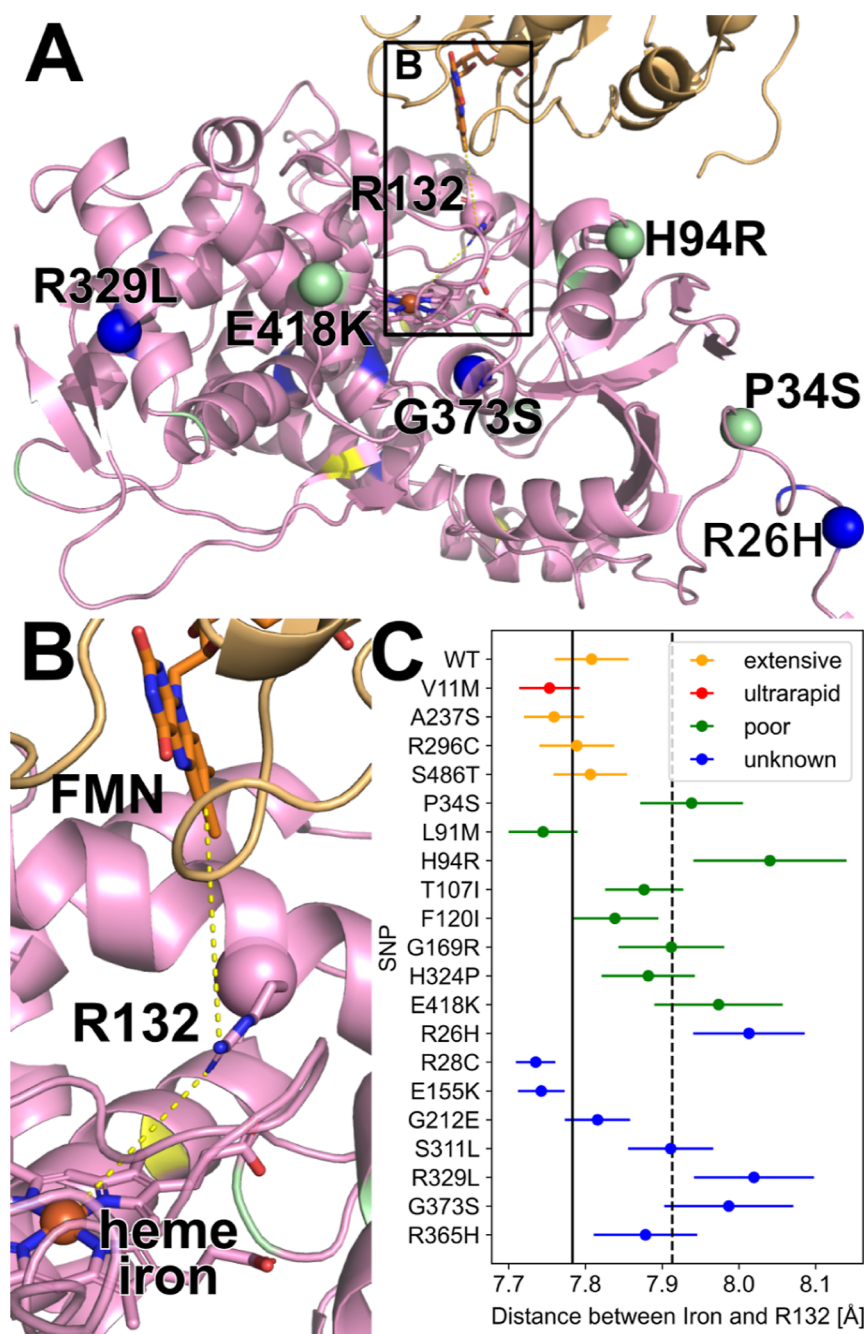 A
B
R132
H94R
R329L
E418K
G373S
P34S
R26H
B
FMN
R132
heme
iron
C
SNP
WT
V11M
A237S
R296C
S486T
P34S
L91M
H94R
T107I
F120I
G169R
H324P
E418K
R26H
R28C
E155K
G212E
S311L
R329L
G373S
R365H
extensive
ultrarapid
poor
unknown
7.7 7.8 7.9 8.0 8.1
Distance between Iron and R132 [Å]